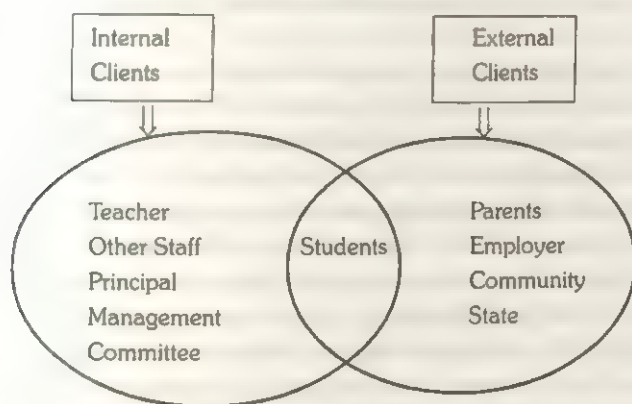 Internal
Clients
External
Clients
Teacher
Other Staff
Principal
Management
Committee
Students
Parents
Employer
Community
State